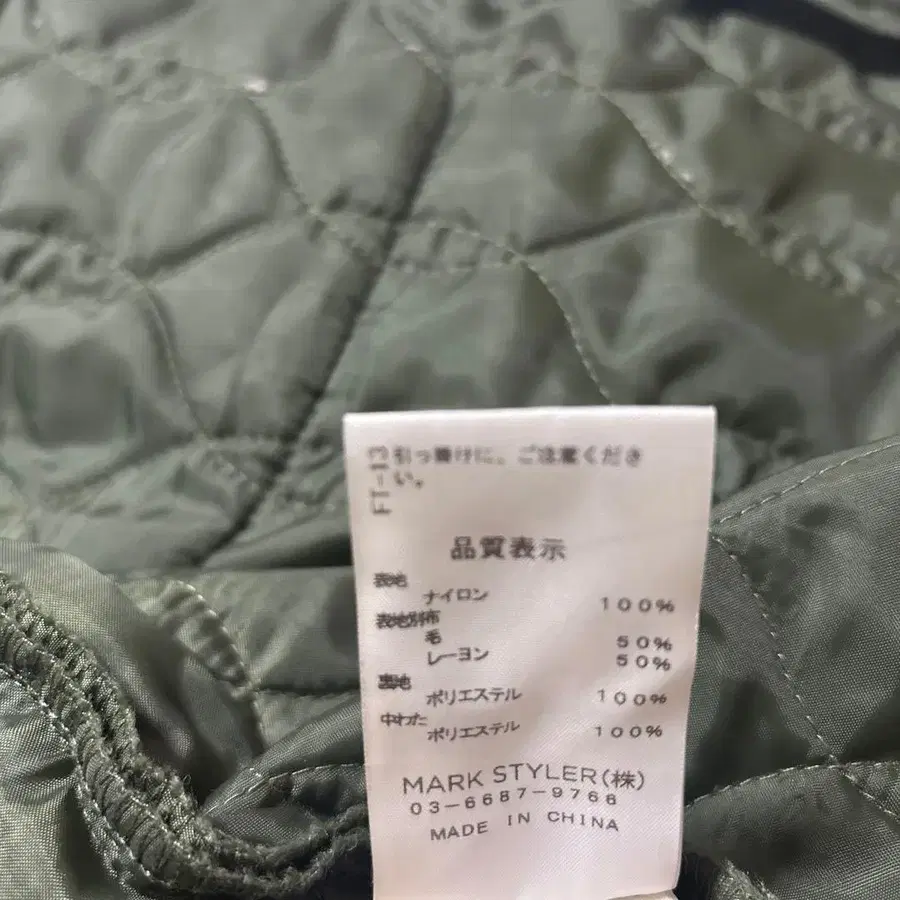 引っ掛けに、ご注意くださ
い。
FT-13
品質表示
表地
ナイロン 100%
表地別布
毛 50%
レーヨン 50%
裏地
ポリエステル 100%
中わた
ポリエステル 100%
MARK STYLER(株)
03-6687-9768
MADE IN CHINA